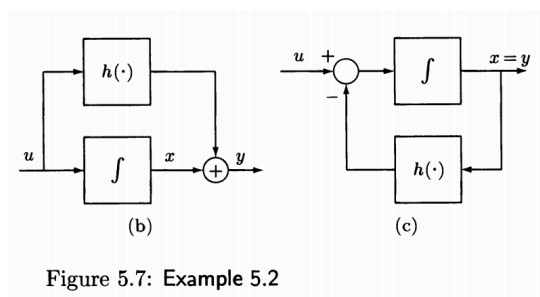 h(·)
u
∫
x
+
y
(b)
u
+
−
∫
x = y
h(·)
(c)
Figure 5.7: Example 5.2